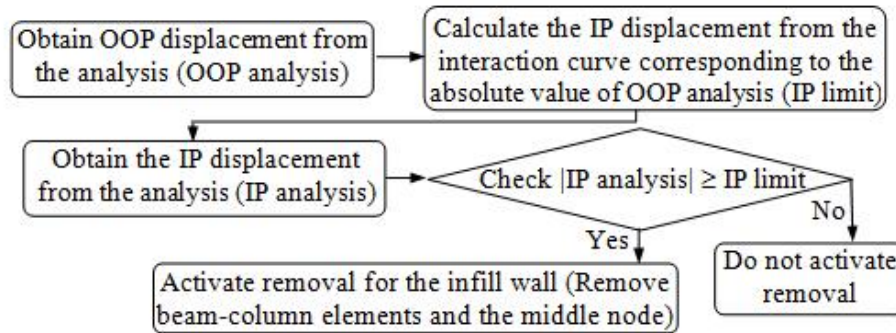 Obtain OOP displacement from
the analysis (OOP analysis)
Calculate the IP displacement from the
interaction curve corresponding to the
absolute value of OOP analysis (IP limit)
Obtain the IP displacement
from the analysis (IP analysis)
Check |IP analysis| ≥ IP limit
Yes
No
Activate removal for the infill wall (Remove
beam-column elements and the middle node)
Do not activate
removal